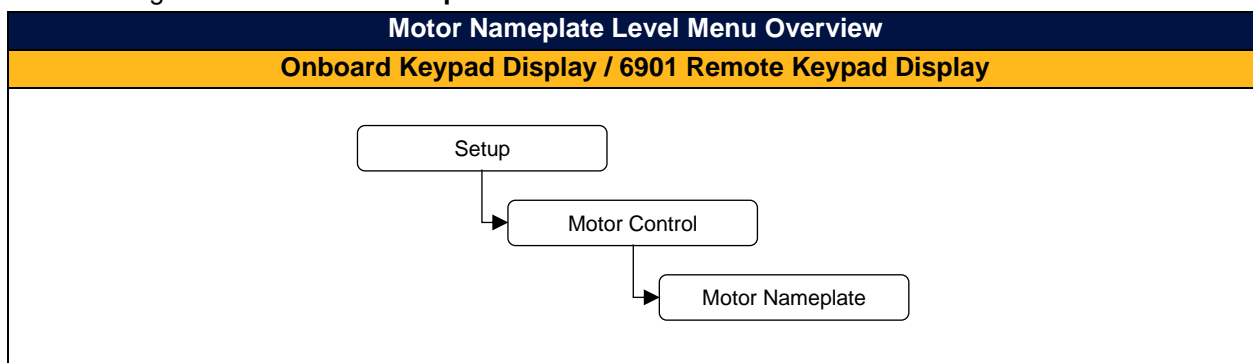 Motor Nameplate Level Menu Overview
Onboard Keypad Display / 6901 Remote Keypad Display
Setup
Motor Control
Motor Nameplate